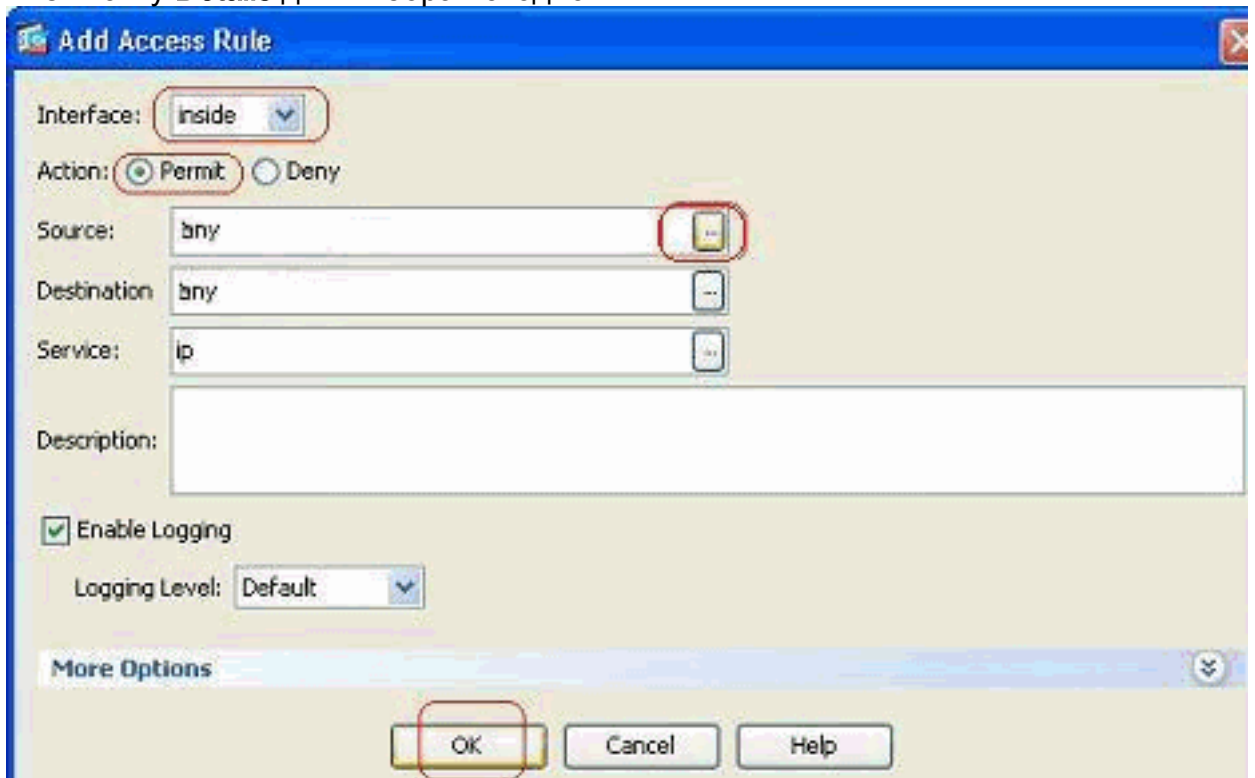 Add Access Rule
Interface: inside
Action: Permit Deny
Source: any
Destination any
Service: ip
Description:
Enable Logging
Logging Level: Default
More Options
OK Cancel Help